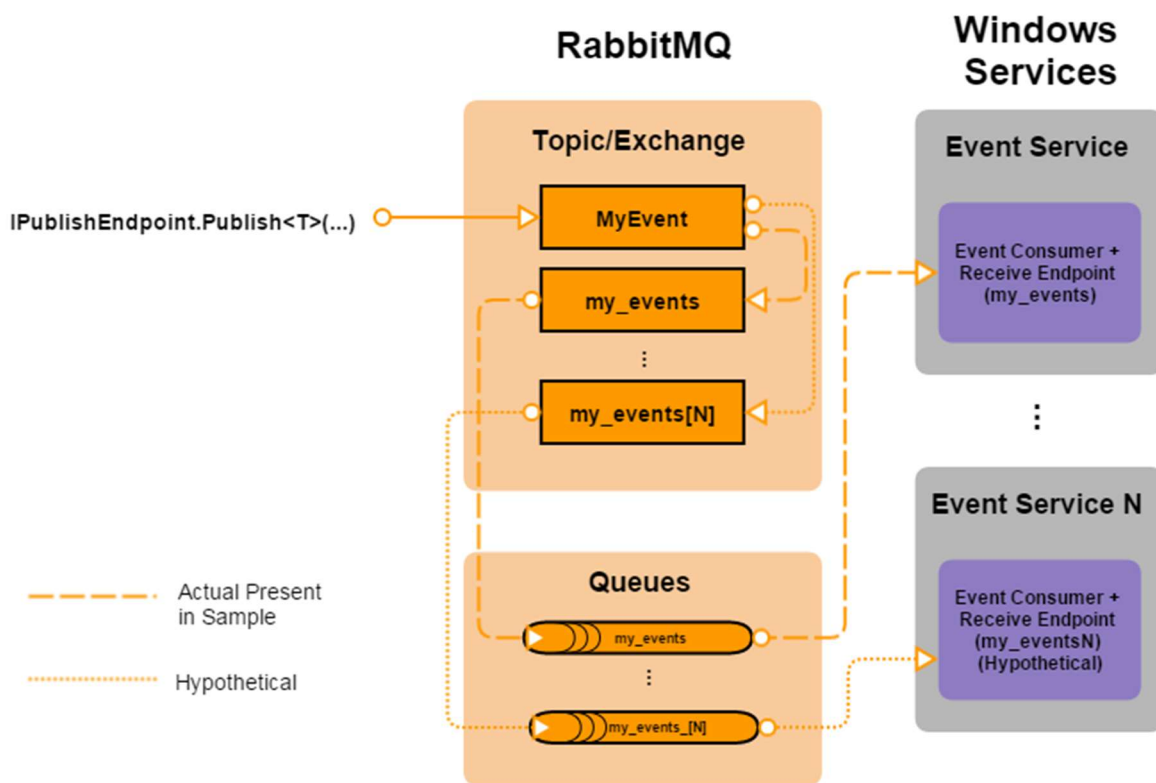 RabbitMQ
Windows
Services
Topic/Exchange
Event Service
IPublishEndpoint.Publish<T>(...)
MyEvent
my_events
...
my_events[N]
Event Consumer +
Receive Endpoint
(my_events)
...
Event Service N
Queues
my_events
...
my_events_[N]
Event Consumer +
Receive Endpoint
(my_eventsN)
(Hypothetical)
Actual Present
in Sample
Hypothetical